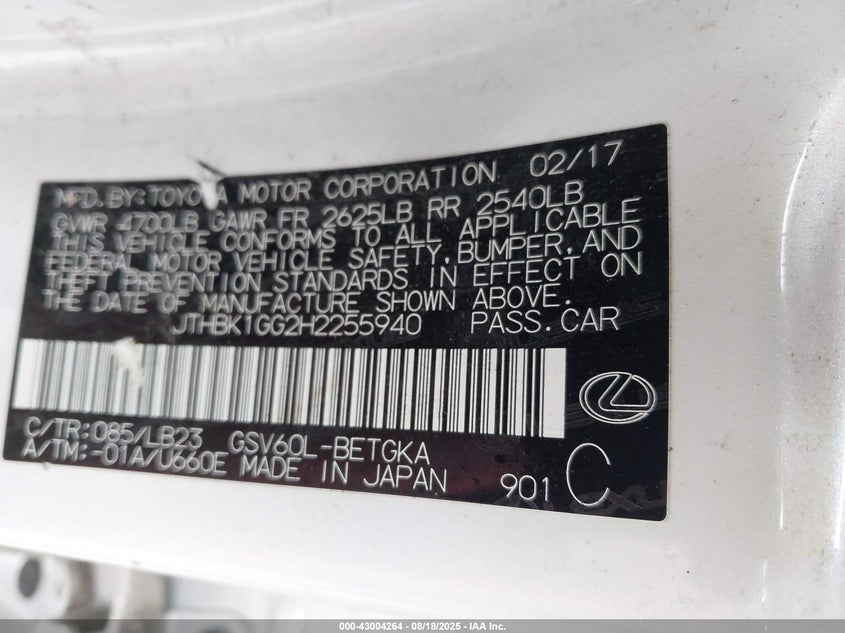 MFD. BY: TOYOTA MOTOR CORPORATION 02/17
GVWR 4700LB GAWR FR 2625LB RR 2540LB
THIS VEHICLE CONFORMS TO ALL APPLICABLE
FEDERAL MOTOR VEHICLE SAFETY, BUMPER, AND
THEFT PREVENTION STANDARDS IN EFFECT ON
THE DATE OF MANUFACTURE SHOWN ABOVE.
JTHBK1GG2H2255940 PASS. CAR
C/TR: 085/LB23 GSV60L-BETGKA
A/TM: -01A/U660E MADE IN JAPAN 901 C
000-43004264 - 08/18/2025 - IAA Inc.